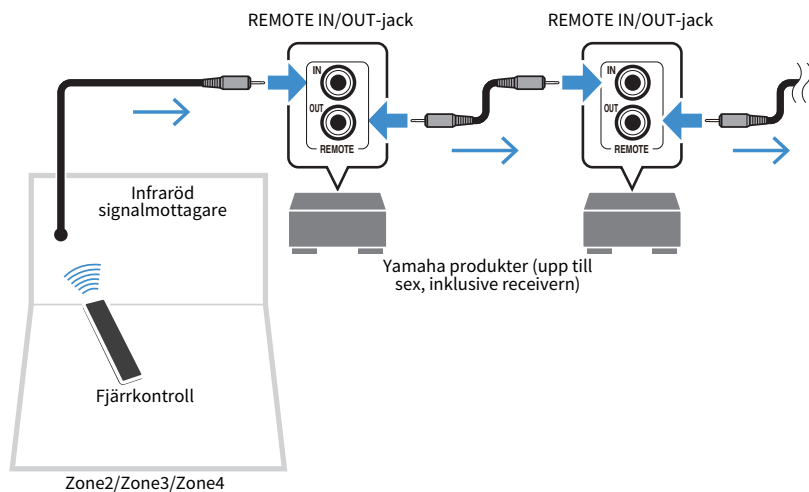 REMOTE IN/OUT-jack
REMOTE IN/OUT-jack
IN
OUT
REMOTE
IN
OUT
REMOTE
Infraröd
signalmottagare
Yamaha produkter (upp till
sex, inklusive receivern)
Fjärrkontroll
Zone2/Zone3/Zone4